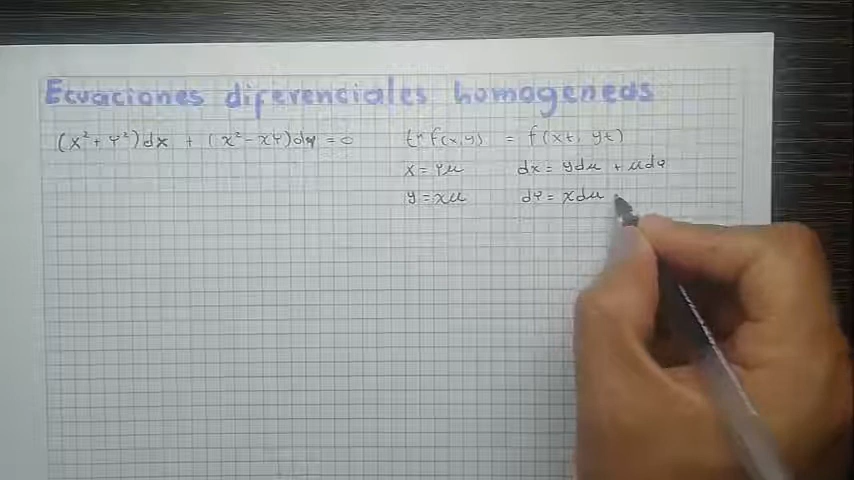 Ecuaciones diferenciales homogeneas
(x² + y²)dx + (x² - xy)dy = 0 tⁿ f(x,y) = f(xt, yt)
x = yu dx = ydu + udy
y = xu dy = xdu